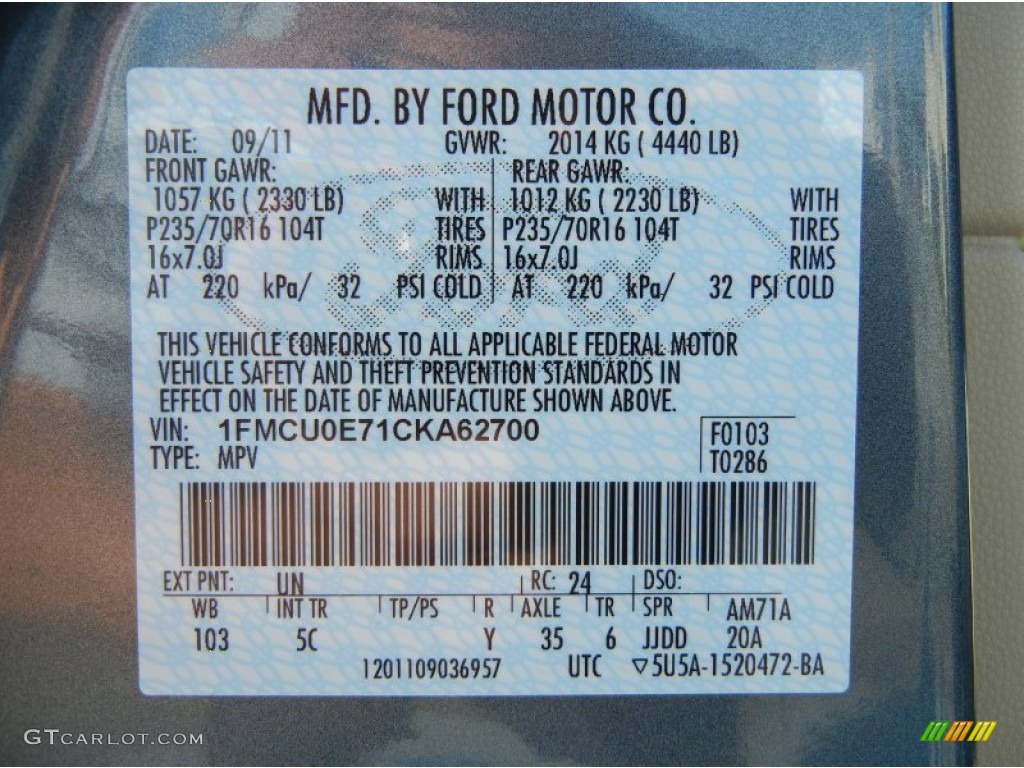 MFD. BY FORD MOTOR CO.
DATE: 09/11 GVWR: 2014 KG ( 4440 LB)
FRONT GAWR: REAR GAWR:
1057 KG ( 2330 LB) WITH 1012 KG ( 2230 LB) WITH
P235/70R16 104T TIRES P235/70R16 104T TIRES
16x7.0J RIMS 16x7.0J RIMS
AT 220 kPa/ 32 PSI COLD AT 220 kPa/ 32 PSI COLD
THIS VEHICLE CONFORMS TO ALL APPLICABLE FEDERAL MOTOR
VEHICLE SAFETY AND THEFT PREVENTION STANDARDS IN
EFFECT ON THE DATE OF MANUFACTURE SHOWN ABOVE.
VIN: 1FMCU0E71CKA62700 F0103
TYPE: MPV T0286
EXT PNT: UN RC: 24 DSO:
WB INT TR TP/PS R AXLE TR SPR AM71A
103 5C Y 35 6 JJDD 20A
1201109036957 UTC ▽5U5A-1520472-BA
GTCARLOT.COM